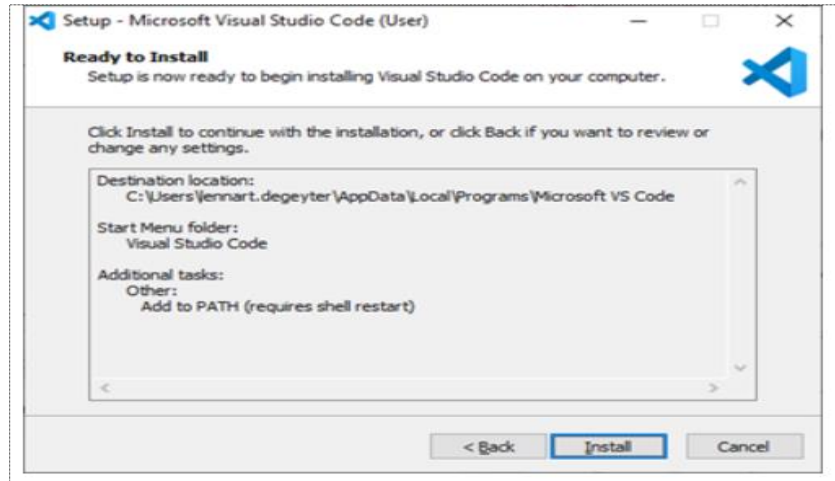 Setup - Microsoft Visual Studio Code (User)
Ready to Install
Setup is now ready to begin installing Visual Studio Code on your computer.
Click Install to continue with the installation, or click Back if you want to review or
change any settings.
Destination location:
C:\Users\lennart.degeyter\AppData\Local\Programs\Microsoft VS Code
Start Menu folder:
Visual Studio Code
Additional tasks:
Other:
Add to PATH (requires shell restart)
< Back Install Cancel